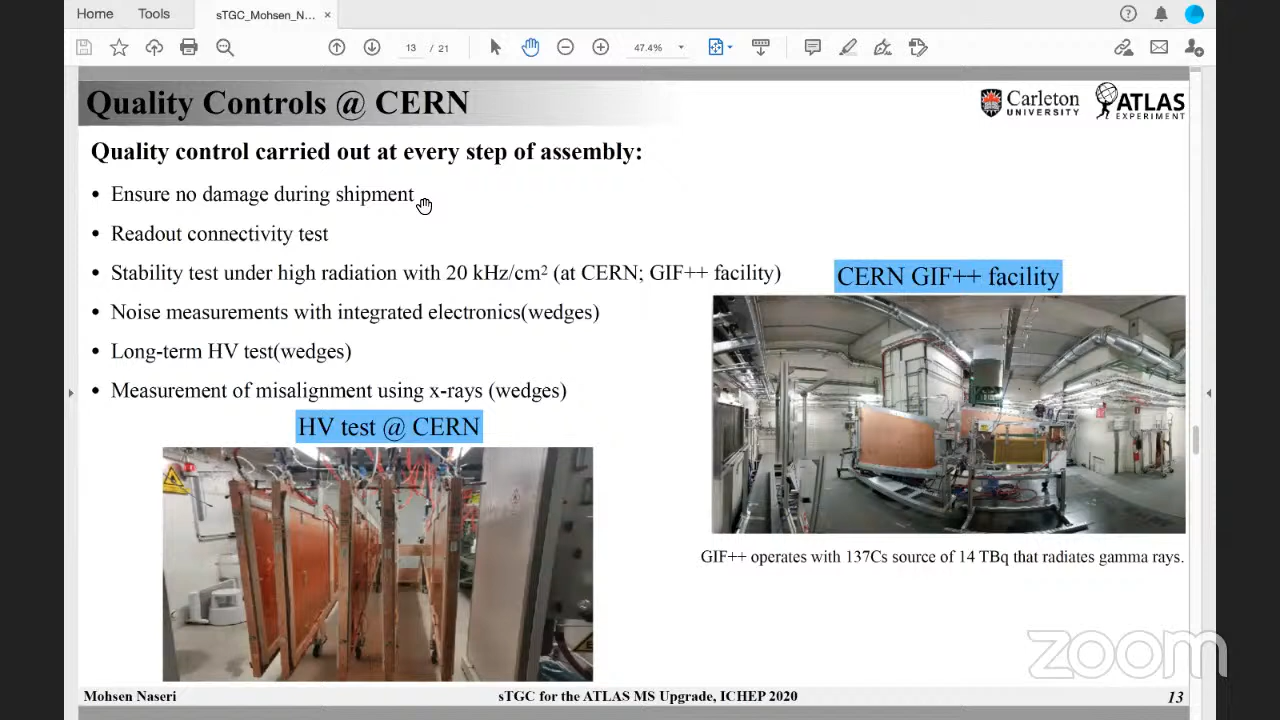 Home Tools sTGC_Mohsen_N... ×
13 / 21 47.4%
Quality Controls @ CERN
Carleton
UNIVERSITY
ATLAS
EXPERIMENT
Quality control carried out at every step of assembly:
• Ensure no damage during shipment
• Readout connectivity test
• Stability test under high radiation with 20 kHz/cm² (at CERN; GIF++ facility)
• Noise measurements with integrated electronics(wedges)
• Long-term HV test(wedges)
• Measurement of misalignment using x-rays (wedges)
CERN GIF++ facility
HV test @ CERN
GIF++ operates with 137Cs source of 14 TBq that radiates gamma rays.
zoom
Mohsen Naseri sTGC for the ATLAS MS Upgrade, ICHEP 2020 13